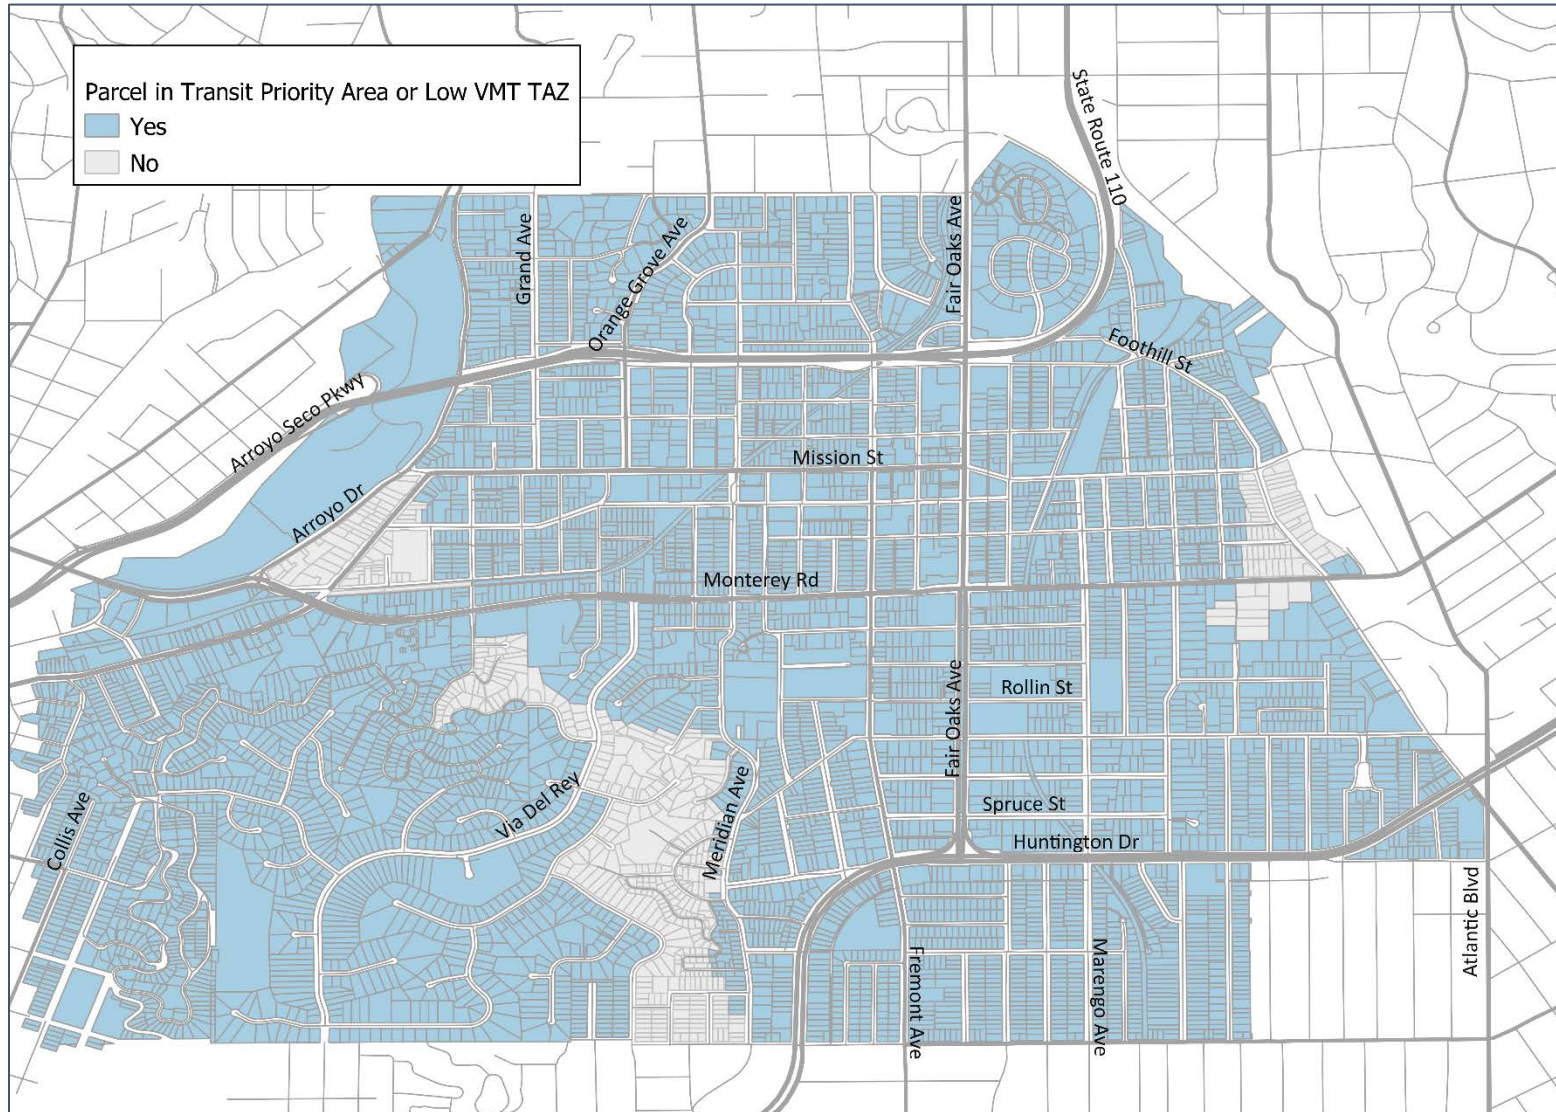 Parcel in Transit Priority Area or Low VMT TAZ
Yes
No
State Route 110
Grand Ave
Orange Grove Ave
Fair Oaks Ave
Foothill St
Arroyo Seco Pkwy
Mission St
Arroyo Dr
Monterey Rd
Rollin St
Fair Oaks Ave
Via Del Rey
Meridian Ave
Spruce St
Collis Ave
Huntington Dr
Atlantic Blvd
Fremont Ave
Marengo Ave